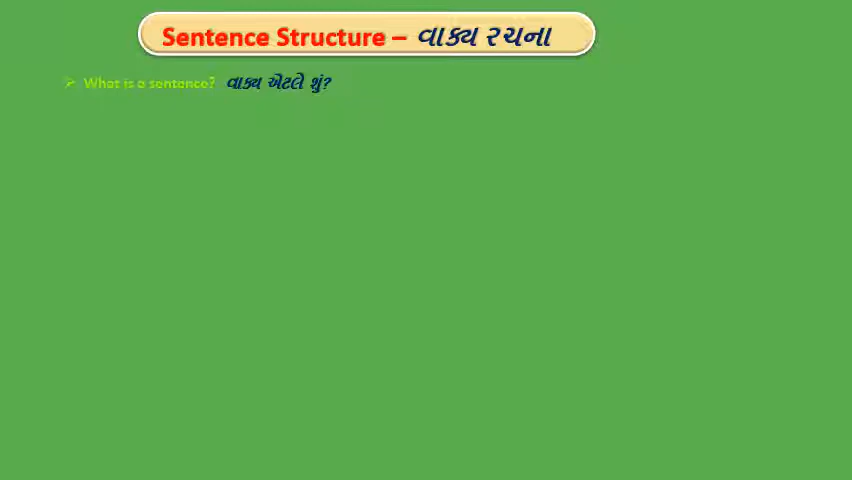 Sentence Structure – વાક્ય રચના
➢ What is a sentence? વાક્ય એટલે શું?